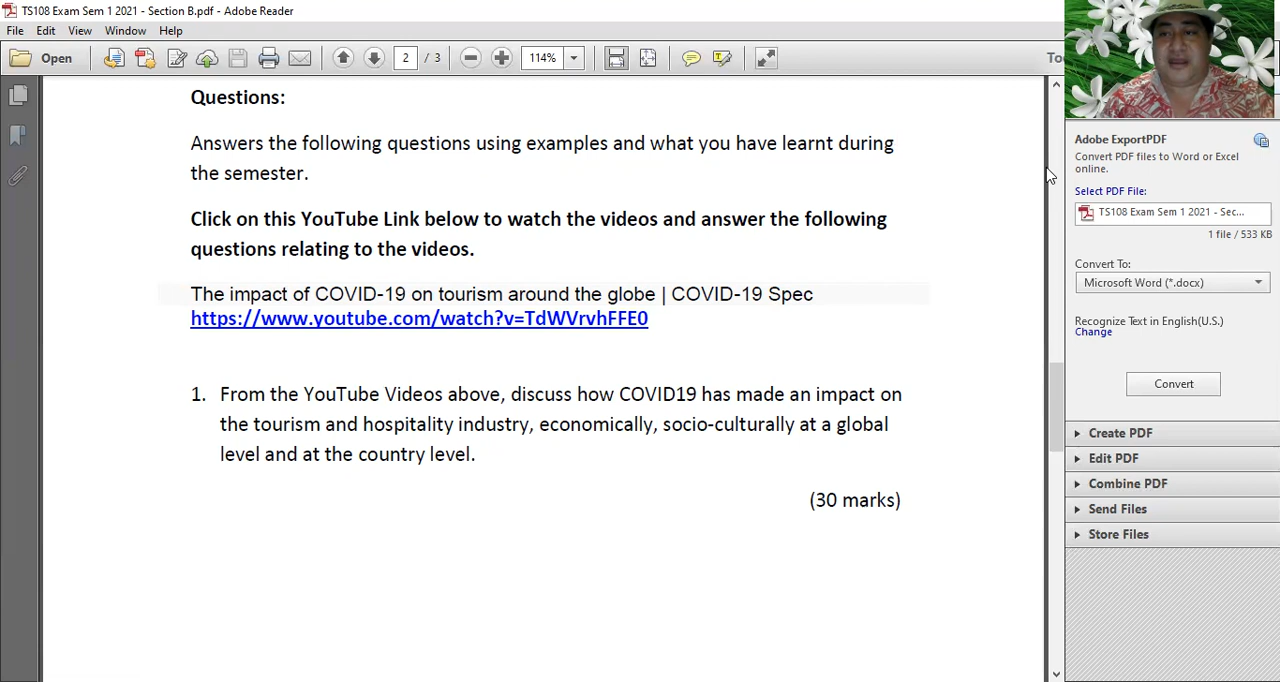 TS108 Exam Sem 1 2021 - Section B.pdf - Adobe Reader
File Edit View Window Help
Open 2 / 3 114%
Questions:
Answers the following questions using examples and what you have learnt during
the semester.
Click on this YouTube Link below to watch the videos and answer the following
questions relating to the videos.
The impact of COVID-19 on tourism around the globe | COVID-19 Spec
https://www.youtube.com/watch?v=TdWVrvhFFE0
1. From the YouTube Videos above, discuss how COVID19 has made an impact on
the tourism and hospitality industry, economically, socio-culturally at a global
level and at the country level.
(30 marks)
Adobe ExportPDF
Convert PDF files to Word or Excel
online.
Select PDF File:
TS108 Exam Sem 1 2021 - Sec...
1 file / 533 KB
Convert To:
Microsoft Word (*.docx)
Recognize Text in English(U.S.)
Change
Convert
Create PDF
Edit PDF
Combine PDF
Send Files
Store Files